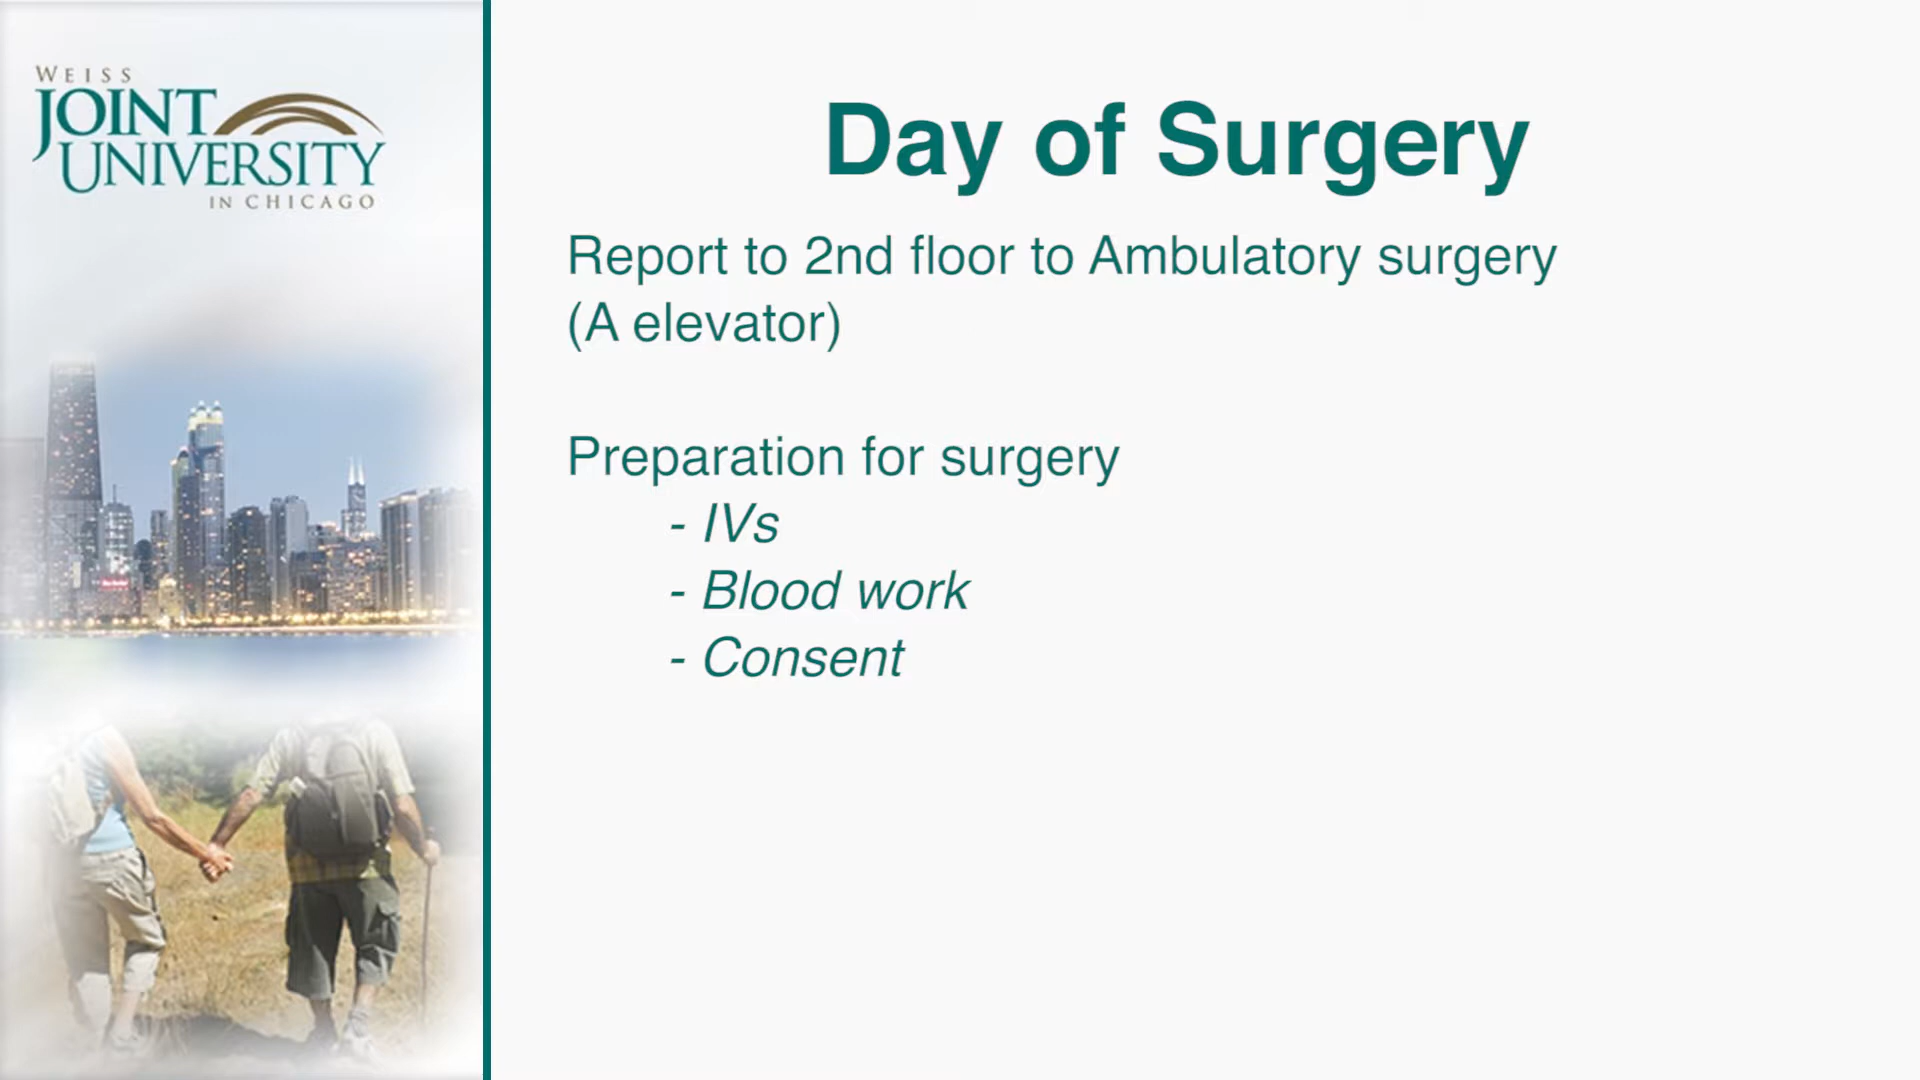 WEISS
JOINT
UNIVERSITY
IN CHICAGO
Day of Surgery
Report to 2nd floor to Ambulatory surgery
(A elevator)
Preparation for surgery
- IVs
- Blood work
- Consent